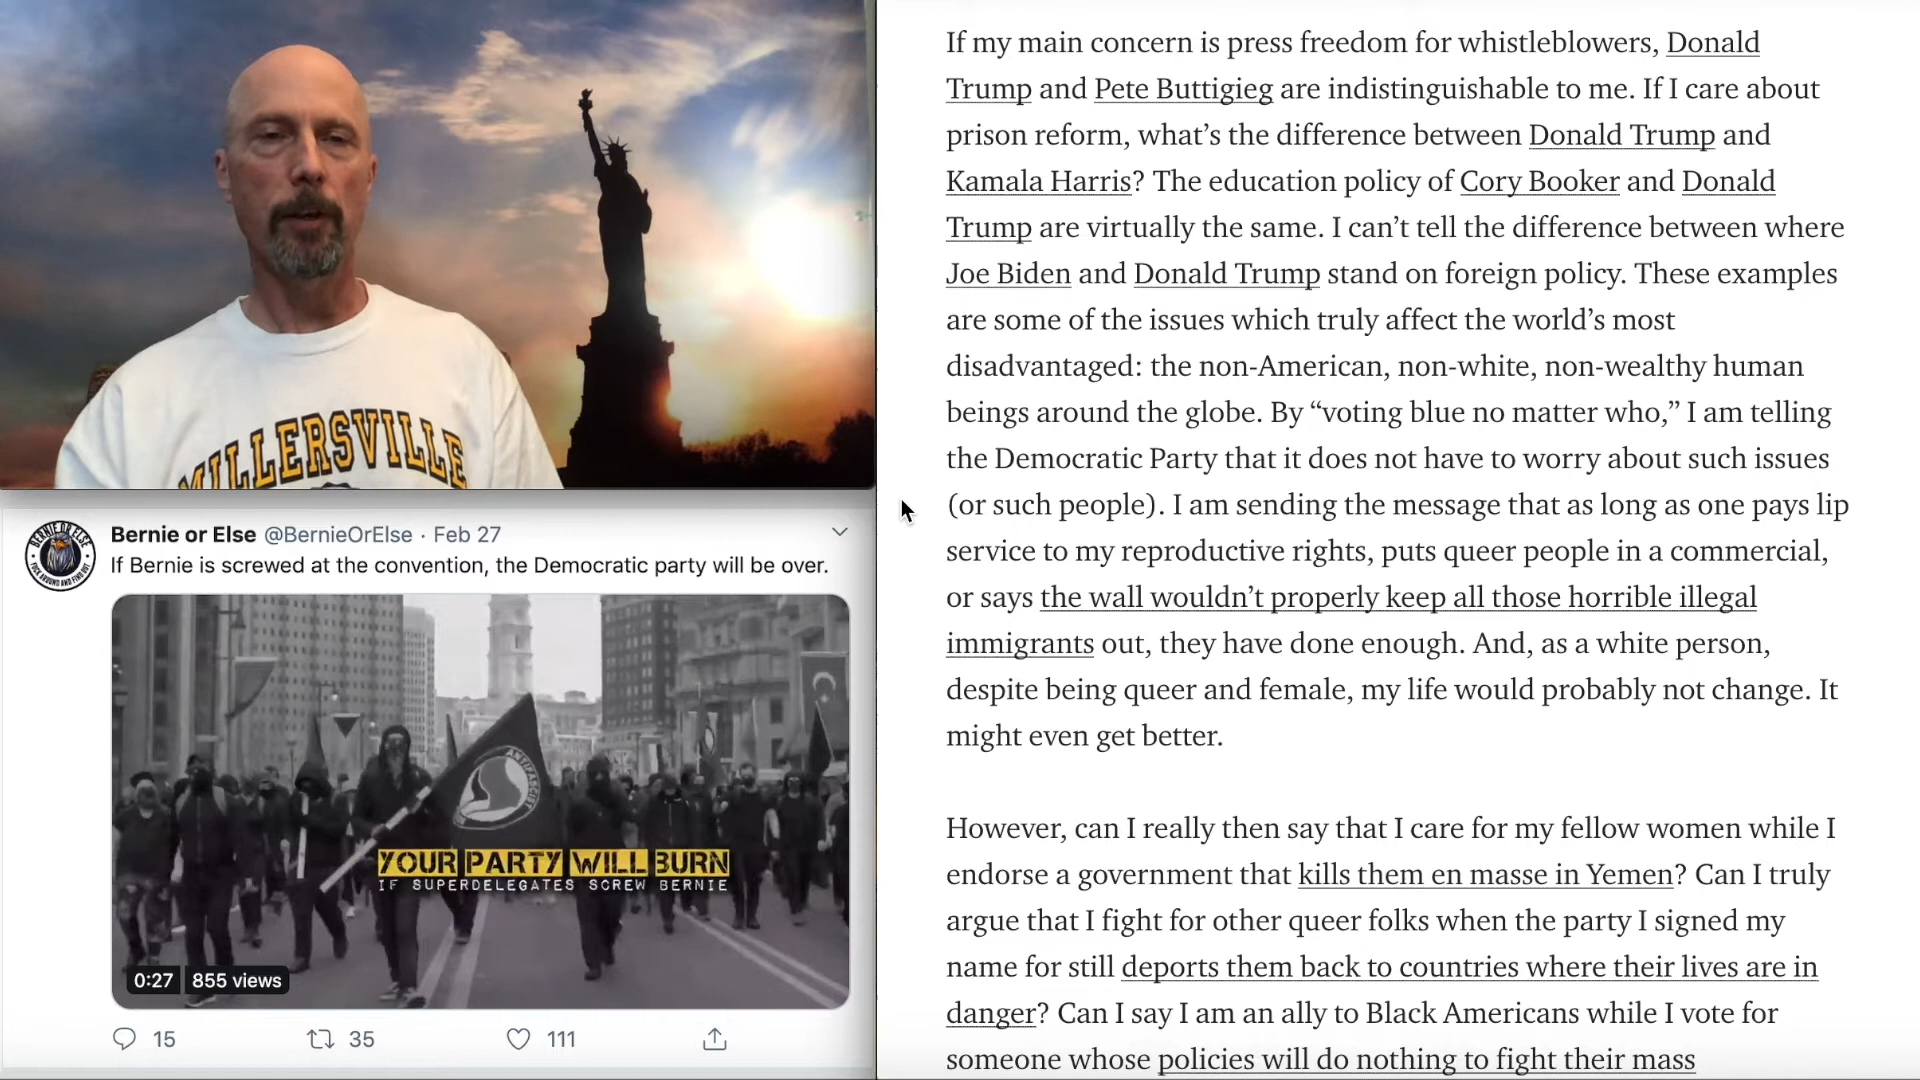 MILLERSVILLE
Bernie or Else @BernieOrElse · Feb 27
If Bernie is screwed at the convention, the Democratic party will be over.
BERNIE OR ELSE
FUCK AROUND AND FIND OUT
ANTIFASCIST
YOUR PARTY WILL BURN
IF SUPERDELEGATES SCREW BERNIE
0:27 855 views
15 35 111
If my main concern is press freedom for whistleblowers, Donald
Trump and Pete Buttigieg are indistinguishable to me. If I care about
prison reform, what’s the difference between Donald Trump and
Kamala Harris? The education policy of Cory Booker and Donald
Trump are virtually the same. I can’t tell the difference between where
Joe Biden and Donald Trump stand on foreign policy. These examples
are some of the issues which truly affect the world’s most
disadvantaged: the non-American, non-white, non-wealthy human
beings around the globe. By “voting blue no matter who,” I am telling
the Democratic Party that it does not have to worry about such issues
(or such people). I am sending the message that as long as one pays lip
service to my reproductive rights, puts queer people in a commercial,
or says the wall wouldn’t properly keep all those horrible illegal
immigrants out, they have done enough. And, as a white person,
despite being queer and female, my life would probably not change. It
might even get better.
However, can I really then say that I care for my fellow women while I
endorse a government that kills them en masse in Yemen? Can I truly
argue that I fight for other queer folks when the party I signed my
name for still deports them back to countries where their lives are in
danger? Can I say I am an ally to Black Americans while I vote for
someone whose policies will do nothing to fight their mass